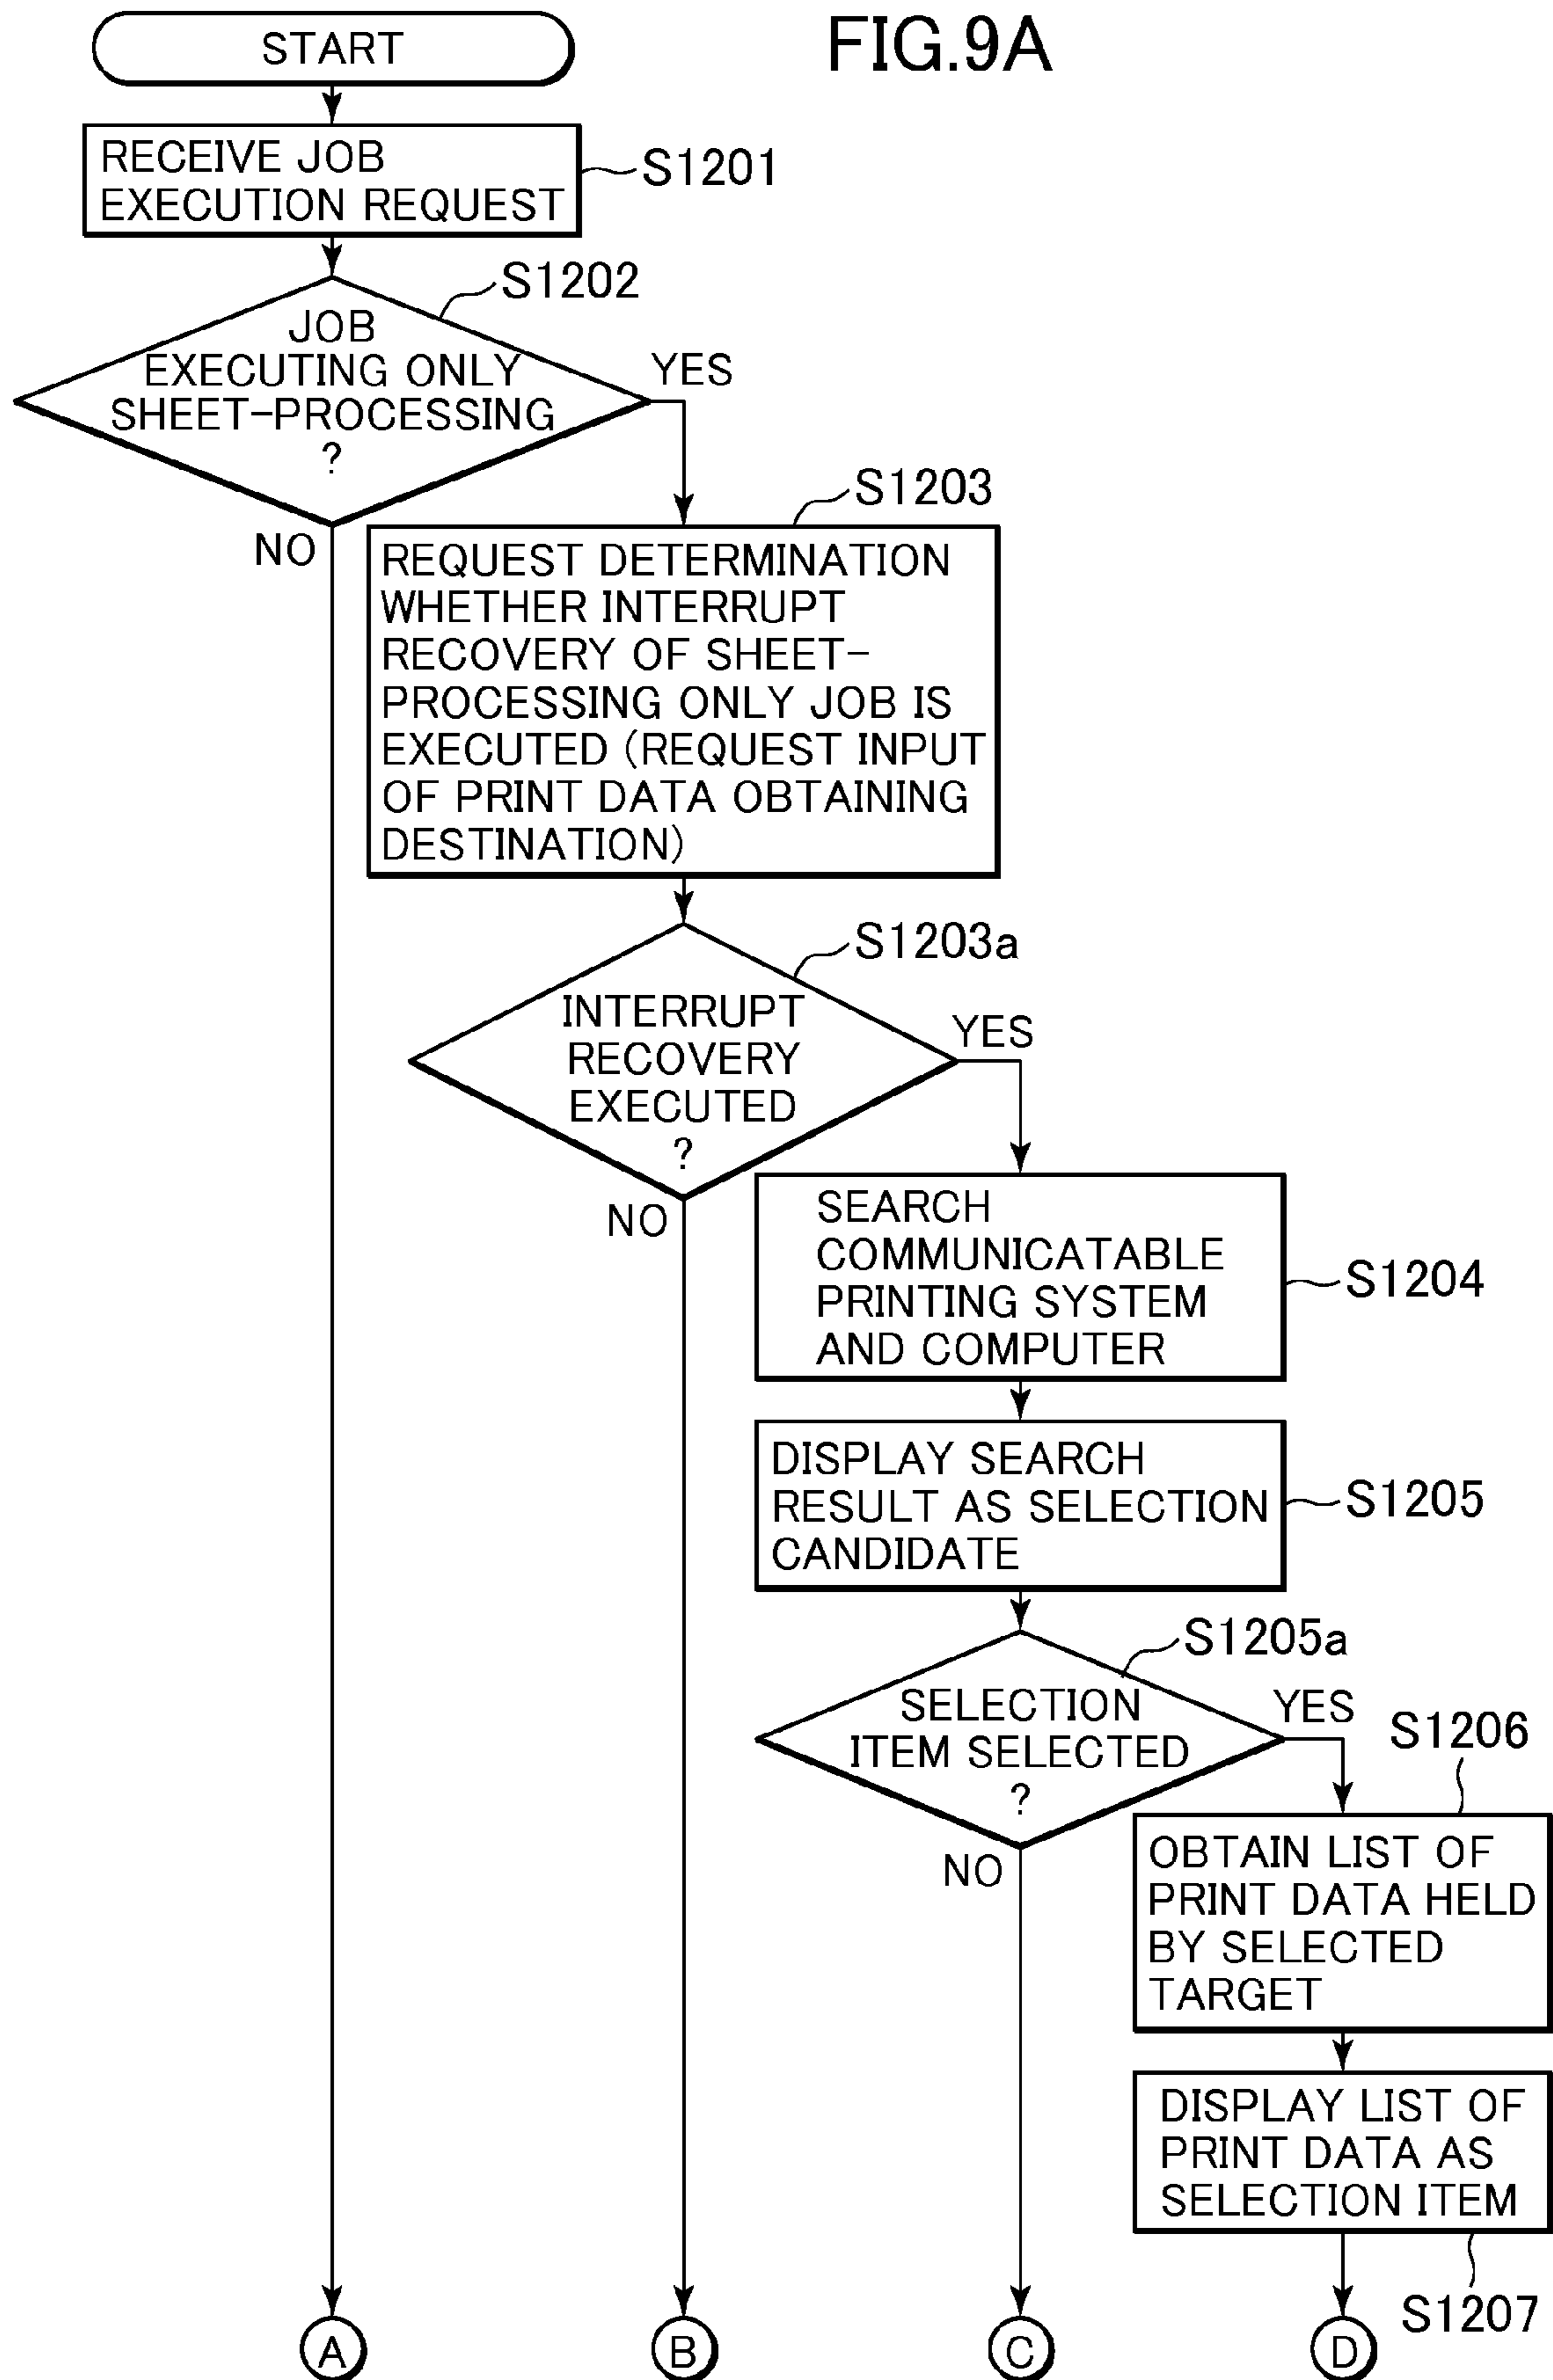 FIG.9A
START
RECEIVE JOB
EXECUTION REQUEST
S1201
S1202
JOB
EXECUTING ONLY
SHEET-PROCESSING
?
YES
NO
S1203
REQUEST DETERMINATION
WHETHER INTERRUPT
RECOVERY OF SHEET-
PROCESSING ONLY JOB IS
EXECUTED (REQUEST INPUT
OF PRINT DATA OBTAINING
DESTINATION)
S1203a
INTERRUPT
RECOVERY
EXECUTED
?
YES
NO
SEARCH
COMMUNICATABLE
PRINTING SYSTEM
AND COMPUTER
S1204
DISPLAY SEARCH
RESULT AS SELECTION
CANDIDATE
S1205
S1205a
SELECTION
ITEM SELECTED
?
YES
NO
S1206
OBTAIN LIST OF
PRINT DATA HELD
BY SELECTED
TARGET
DISPLAY LIST OF
PRINT DATA AS
SELECTION ITEM
S1207
A
B
C
D